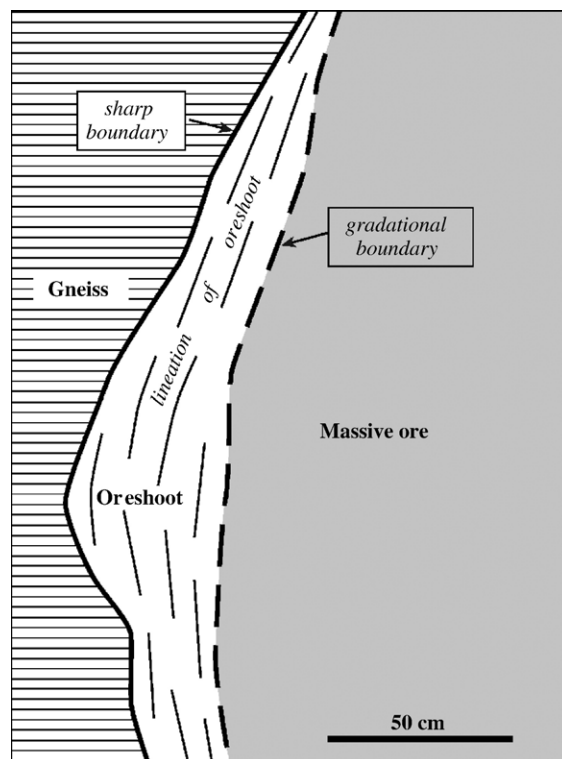 sharp
boundary
gradational
boundary
Gneiss
lineation of oreshoot
Massive ore
Oreshoot
50 cm